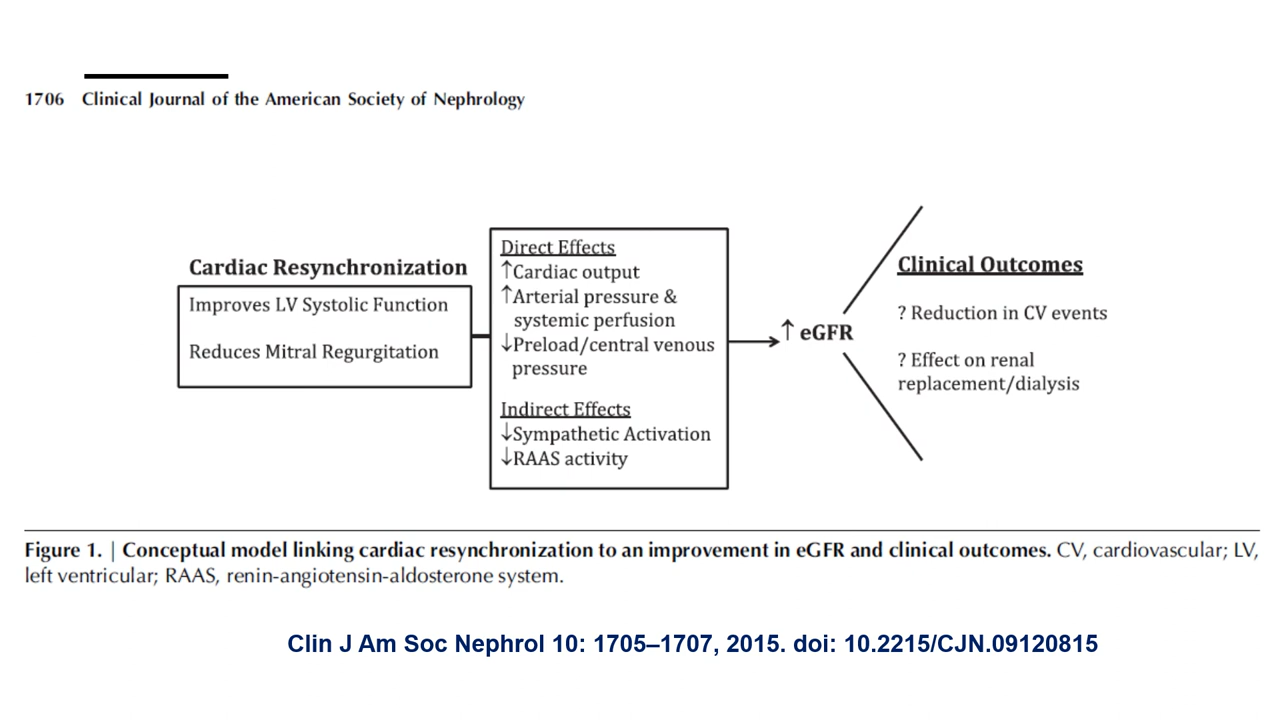 1706 Clinical Journal of the American Society of Nephrology
Cardiac Resynchronization
Improves LV Systolic Function
Reduces Mitral Regurgitation
Direct Effects
↑Cardiac output
↑Arterial pressure &
systemic perfusion
↓Preload/central venous
pressure
Indirect Effects
↓Sympathetic Activation
↓RAAS activity
↑ eGFR
Clinical Outcomes
? Reduction in CV events
? Effect on renal
replacement/dialysis
Figure 1. | Conceptual model linking cardiac resynchronization to an improvement in eGFR and clinical outcomes. CV, cardiovascular; LV,
left ventricular; RAAS, renin-angiotensin-aldosterone system.
Clin J Am Soc Nephrol 10: 1705–1707, 2015. doi: 10.2215/CJN.09120815